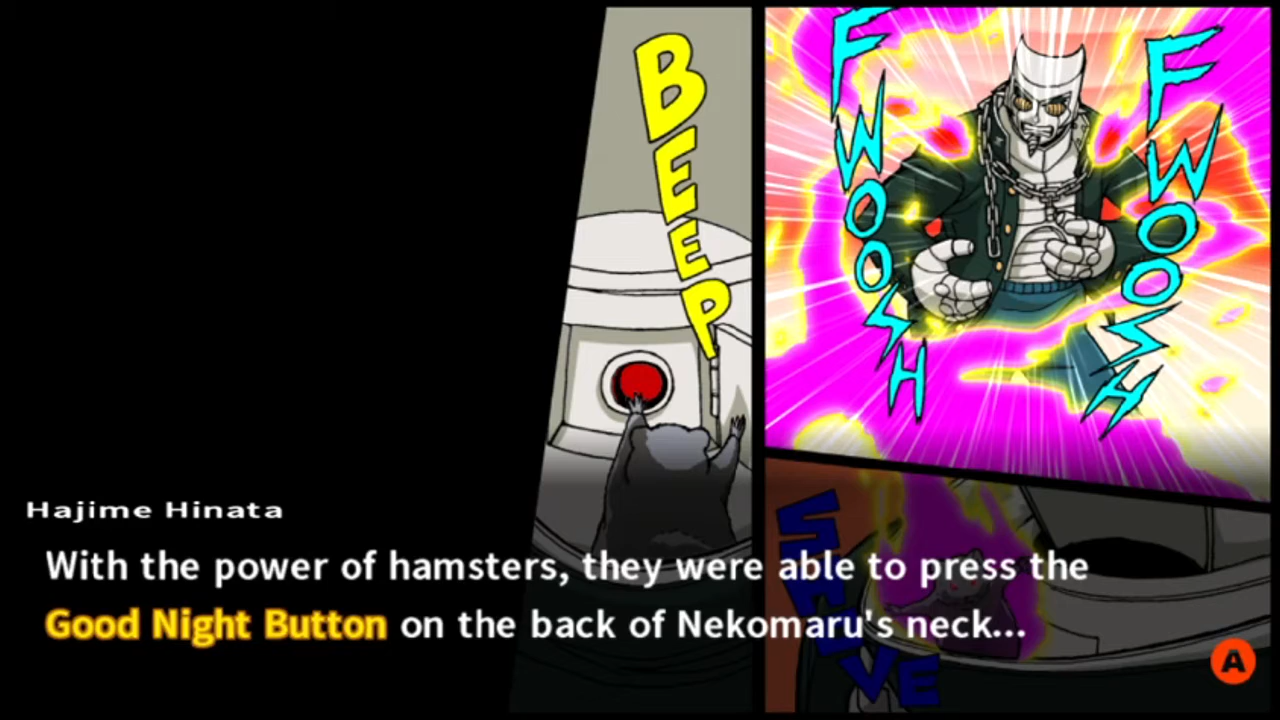 BEEP
FWOOSH
FWOOSH
SHOVE
Hajime Hinata
With the power of hamsters, they were able to press the
Good Night Button on the back of Nekomaru's neck...
A